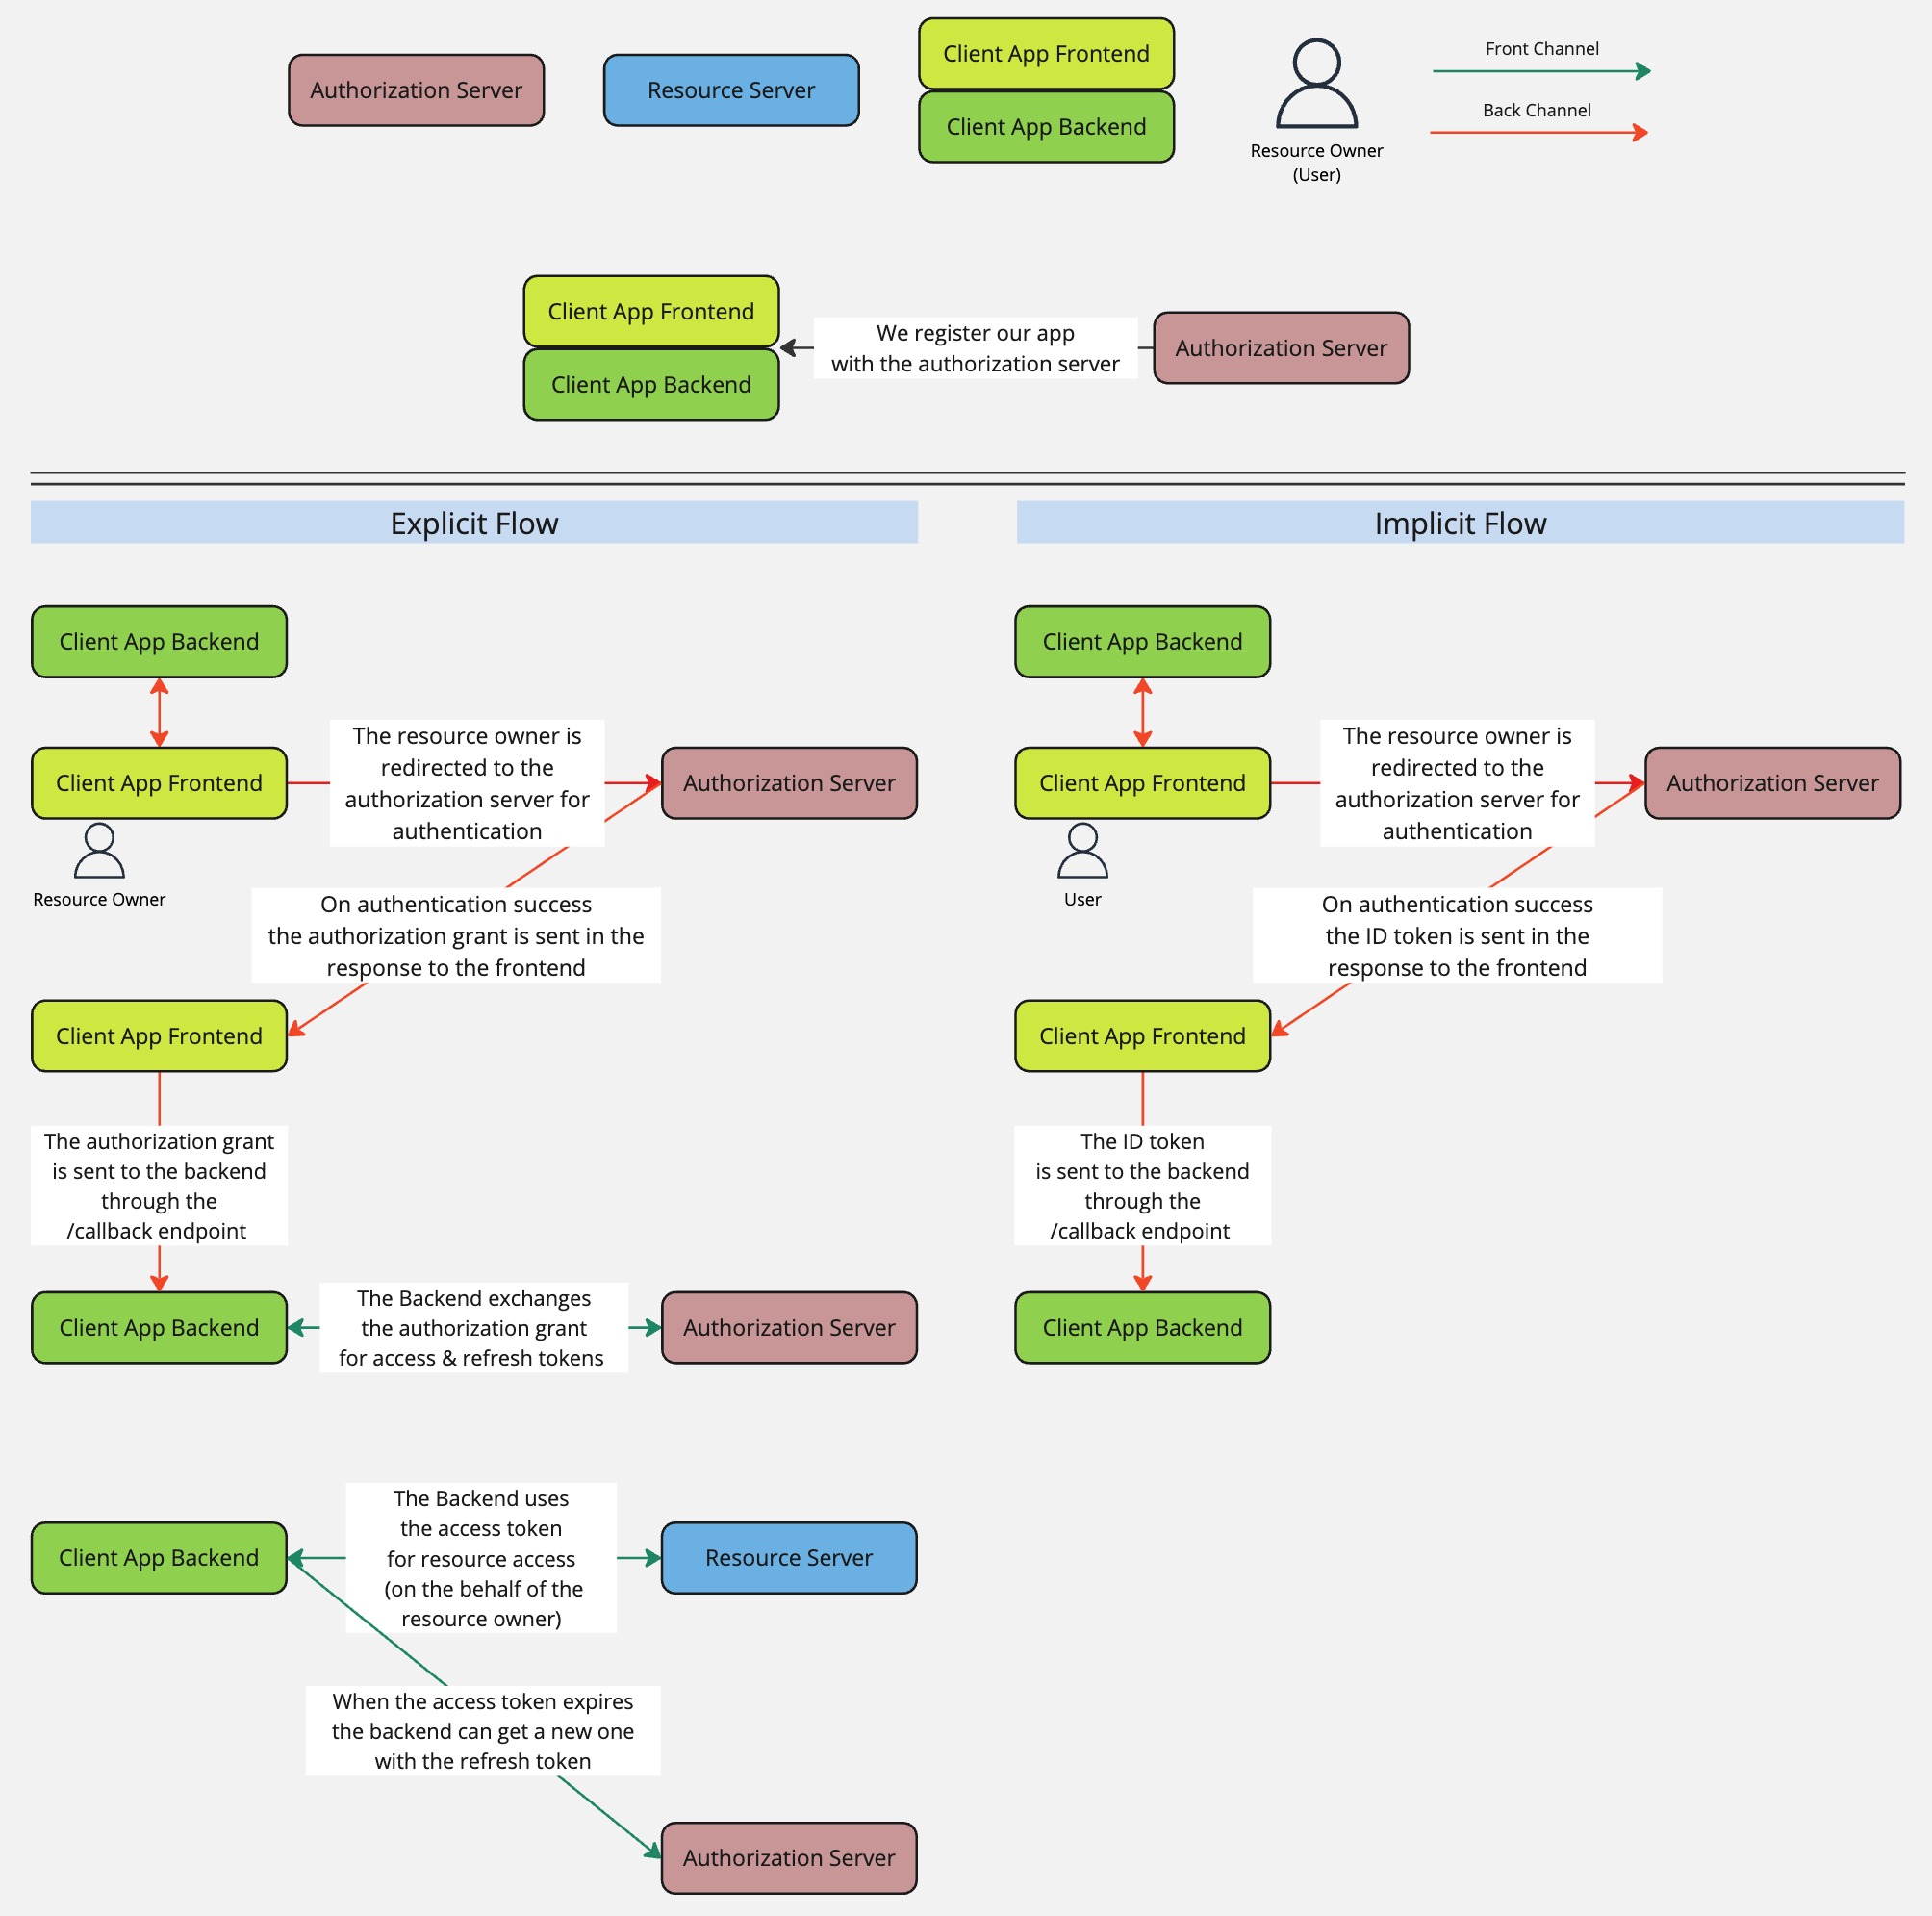 Authorization Server
Resource Server
Client App Frontend
Client App Backend
Resource Owner
(User)
Front Channel
Back Channel
Client App Frontend
Client App Backend
We register our app
with the authorization server
Authorization Server
Explicit Flow
Client App Backend
Client App Frontend
The resource owner is
redirected to the
authorization server for
authentication
Authorization Server
Resource Owner
On authentication success
the authorization grant is sent in the
response to the frontend
Client App Frontend
The authorization grant
is sent to the backend
through the
/callback endpoint
Client App Backend
The Backend exchanges
the authorization grant
for access & refresh tokens
Authorization Server
Client App Backend
The Backend uses
the access token
for resource access
(on the behalf of the
resource owner)
Resource Server
When the access token expires
the backend can get a new one
with the refresh token
Authorization Server
Implicit Flow
Client App Backend
Client App Frontend
The resource owner is
redirected to the
authorization server for
authentication
Authorization Server
User
On authentication success
the ID token is sent in the
response to the frontend
Client App Frontend
The ID token
is sent to the backend
through the
/callback endpoint
Client App Backend